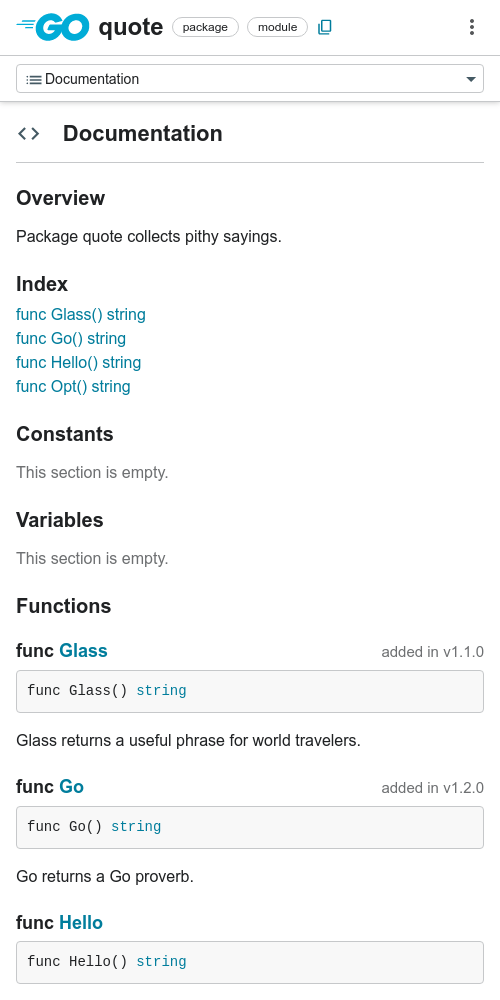 GO quote package module
Documentation
Documentation
Overview
Package quote collects pithy sayings.
Index
func Glass() string
func Go() string
func Hello() string
func Opt() string
Constants
This section is empty.
Variables
This section is empty.
Functions
func Glass added in v1.1.0
func Glass() string
Glass returns a useful phrase for world travelers.
func Go added in v1.2.0
func Go() string
Go returns a Go proverb.
func Hello
func Hello() string